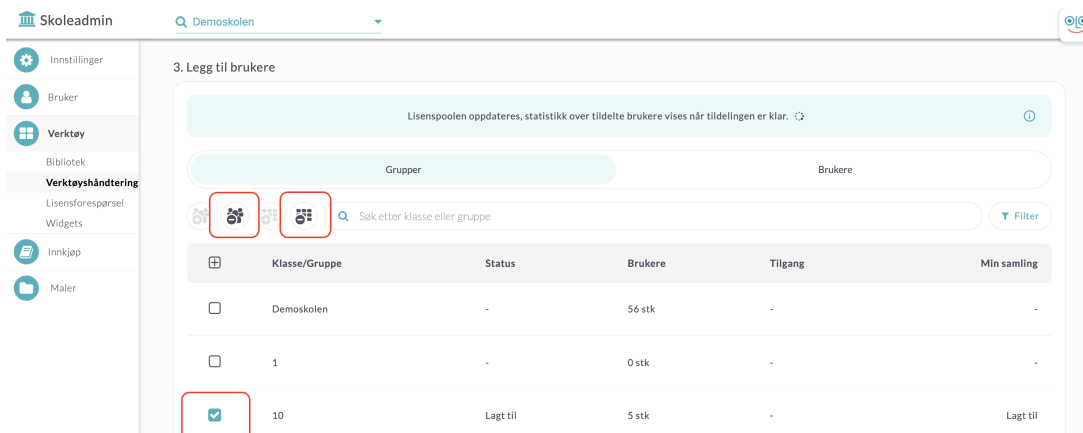 Skoleadmin
Demoskolen
Innstillinger
Bruker
Verktøy
Bibliotek
Verktøyshåndtering
Lisensforespørsel
Widgets
Innkjøp
Maler
3. Legg til brukere
Lisenspoolen oppdateres, statistikk over tildelte brukere vises når tildelingen er klar.
Grupper Brukere
Søk etter klasse eller gruppe Filter
Klasse/Gruppe Status Brukere Tilgang Min samling
Demoskolen - 56 stk - -
1 - 0 stk - -
10 Lagt til 5 stk - Lagt til